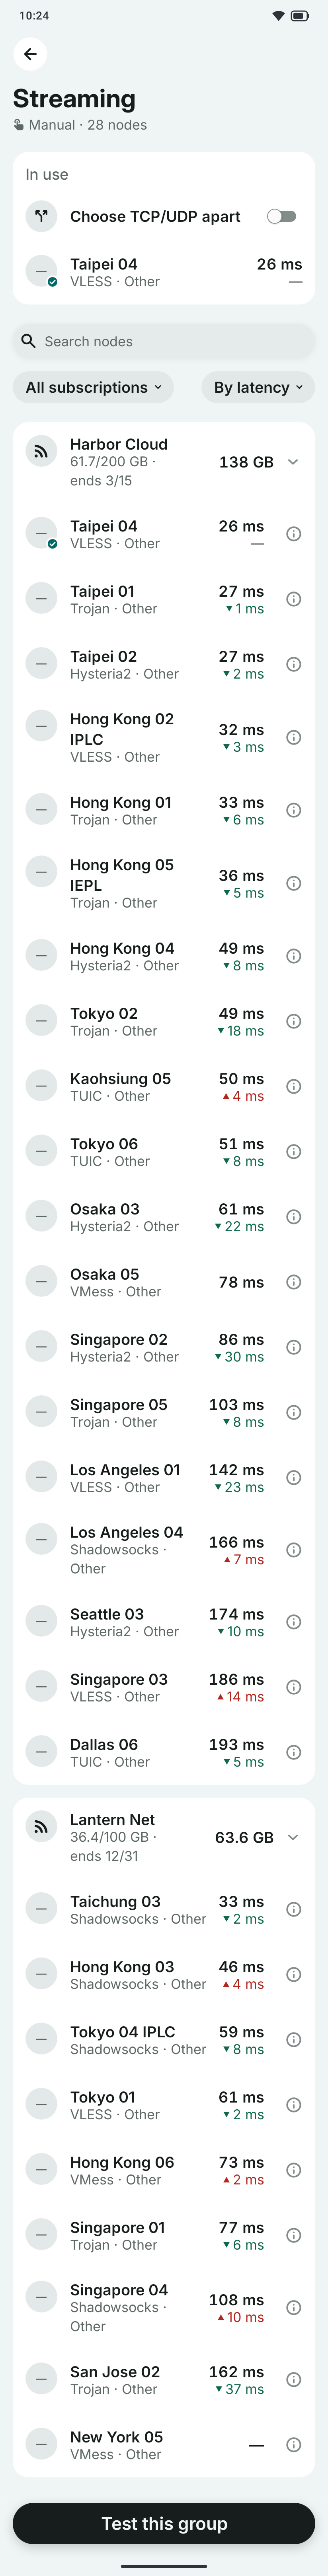 10:24
Streaming
Manual · 28 nodes
In use
Choose TCP/UDP apart
Taipei 04
26 ms
VLESS · Other
—
Search nodes
All subscriptions
By latency
Harbor Cloud
61.7/200 GB ·
ends 3/15
138 GB
Taipei 04
26 ms
VLESS · Other
—
Taipei 01
27 ms
Trojan · Other
▼1 ms
Taipei 02
27 ms
Hysteria2 · Other
▼2 ms
Hong Kong 02
IPLC
32 ms
VLESS · Other
▼3 ms
Hong Kong 01
33 ms
Trojan · Other
▼6 ms
Hong Kong 05
IEPL
36 ms
Trojan · Other
▼5 ms
Hong Kong 04
49 ms
Hysteria2 · Other
▼8 ms
Tokyo 02
49 ms
Trojan · Other
▼18 ms
Kaohsiung 05
50 ms
TUIC · Other
▲4 ms
Tokyo 06
51 ms
TUIC · Other
▼8 ms
Osaka 03
61 ms
Hysteria2 · Other
▼22 ms
Osaka 05
78 ms
VMess · Other
Singapore 02
86 ms
Hysteria2 · Other
▼30 ms
Singapore 05
103 ms
Trojan · Other
▼8 ms
Los Angeles 01
142 ms
VLESS · Other
▼23 ms
Los Angeles 04
166 ms
Shadowsocks ·
Other
▲7 ms
Seattle 03
174 ms
Hysteria2 · Other
▼10 ms
Singapore 03
186 ms
VLESS · Other
▲14 ms
Dallas 06
193 ms
TUIC · Other
▼5 ms
Lantern Net
36.4/100 GB ·
ends 12/31
63.6 GB
Taichung 03
33 ms
Shadowsocks · Other
▼2 ms
Hong Kong 03
46 ms
Shadowsocks · Other
▲4 ms
Tokyo 04 IPLC
59 ms
Shadowsocks · Other
▼8 ms
Tokyo 01
61 ms
VLESS · Other
▼2 ms
Hong Kong 06
73 ms
VMess · Other
▲2 ms
Singapore 01
77 ms
Trojan · Other
▼6 ms
Singapore 04
108 ms
Shadowsocks ·
Other
▲10 ms
San Jose 02
162 ms
Trojan · Other
▼37 ms
New York 05
—
VMess · Other
Test this group